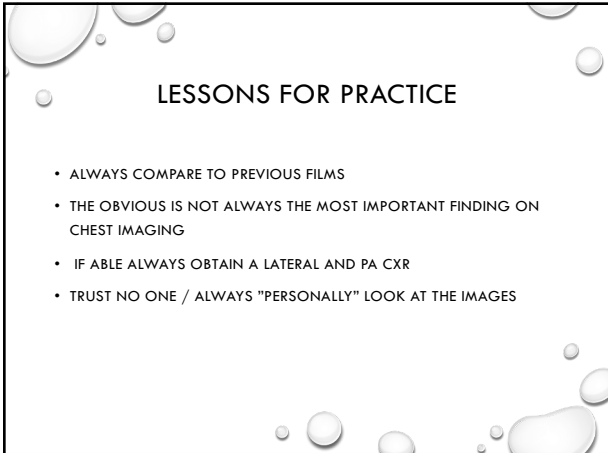 LESSONS FOR PRACTICE
• ALWAYS COMPARE TO PREVIOUS FILMS
• THE OBVIOUS IS NOT ALWAYS THE MOST IMPORTANT FINDING ON
CHEST IMAGING
• IF ABLE ALWAYS OBTAIN A LATERAL AND PA CXR
• TRUST NO ONE / ALWAYS "PERSONALLY" LOOK AT THE IMAGES